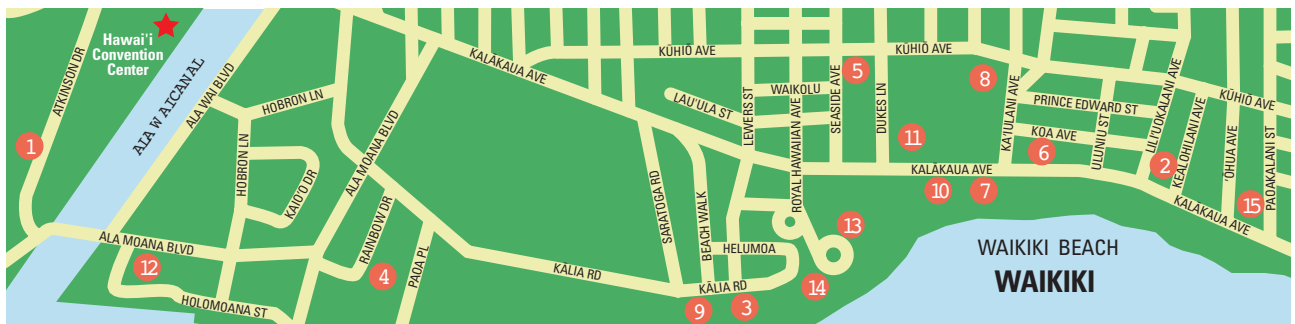 Hawai'i
Convention
Center
ATKINSON DR
AIA W AICANAL
ALA WAI BLVD
HOBRON LN
HOBRON LN
KAIO'O DR
ALA MOANA BLVD
ALA MOANA BLVD
RAINBOW DR
PAOA PL
HOLOMOANA ST
KALĀKAUA AVE
KŪHIŌ AVE
KŪHIŌ AVE
KŪHIŌ AVE
LAU'ULA ST
LEWERS ST
WAIKOLU
ROYAL HAWAIIAN AVE
SEASIDE AVE
DUKES LN
KA'IULANI AVE
PRINCE EDWARD ST
KOA AVE
ULUNIU ST
LILI'UOKALANI AVE
KEALOHILANI AVE
'ŌHUA AVE
PAOAKALANI ST
KALĀKAUA AVE
KALĀKAUA AVE
SARATOGA RD
BEACH WALK
HELUMOA
KĀLIA RD
KĀLIA RD
WAIKIKI BEACH
WAIKIKI
1
2
3
4
5
6
7
8
9
10
11
12
13
14
15